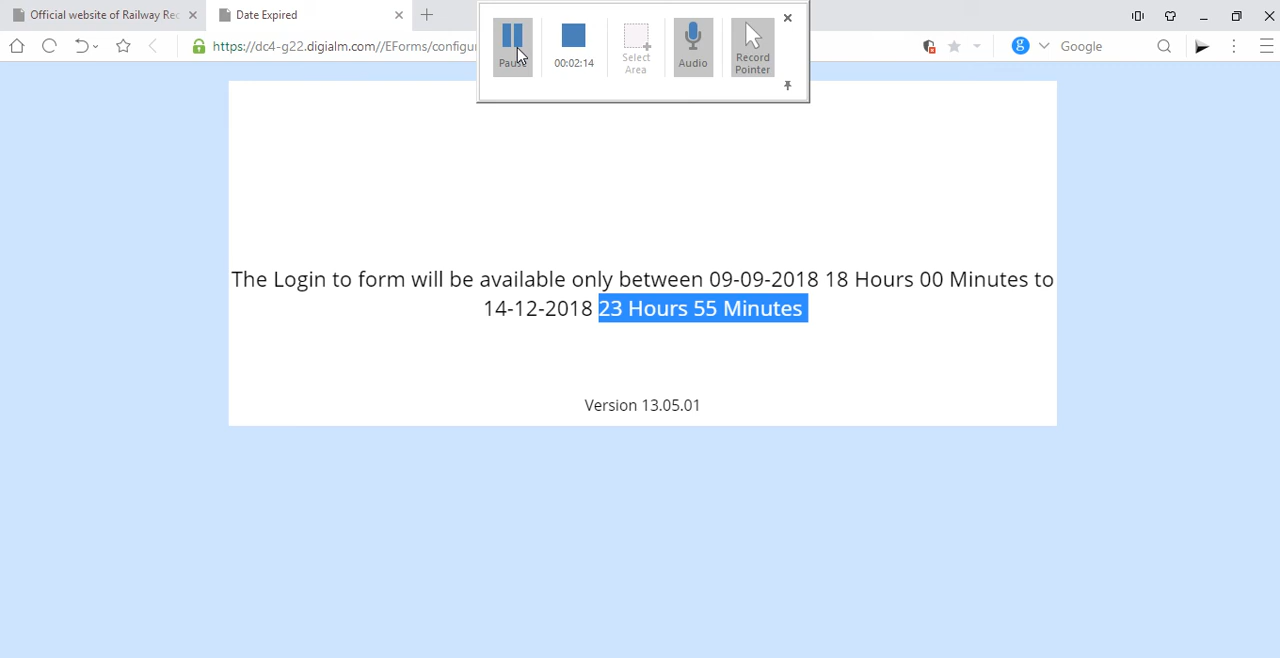 Official website of Railway Rec
Date Expired
https://dc4-g22.digialm.com//EForms/configu
g
Google
Pause
00:02:14
Select
Area
Audio
Record
Pointer
The Login to form will be available only between 09-09-2018 18 Hours 00 Minutes to
14-12-2018 23 Hours 55 Minutes
Version 13.05.01